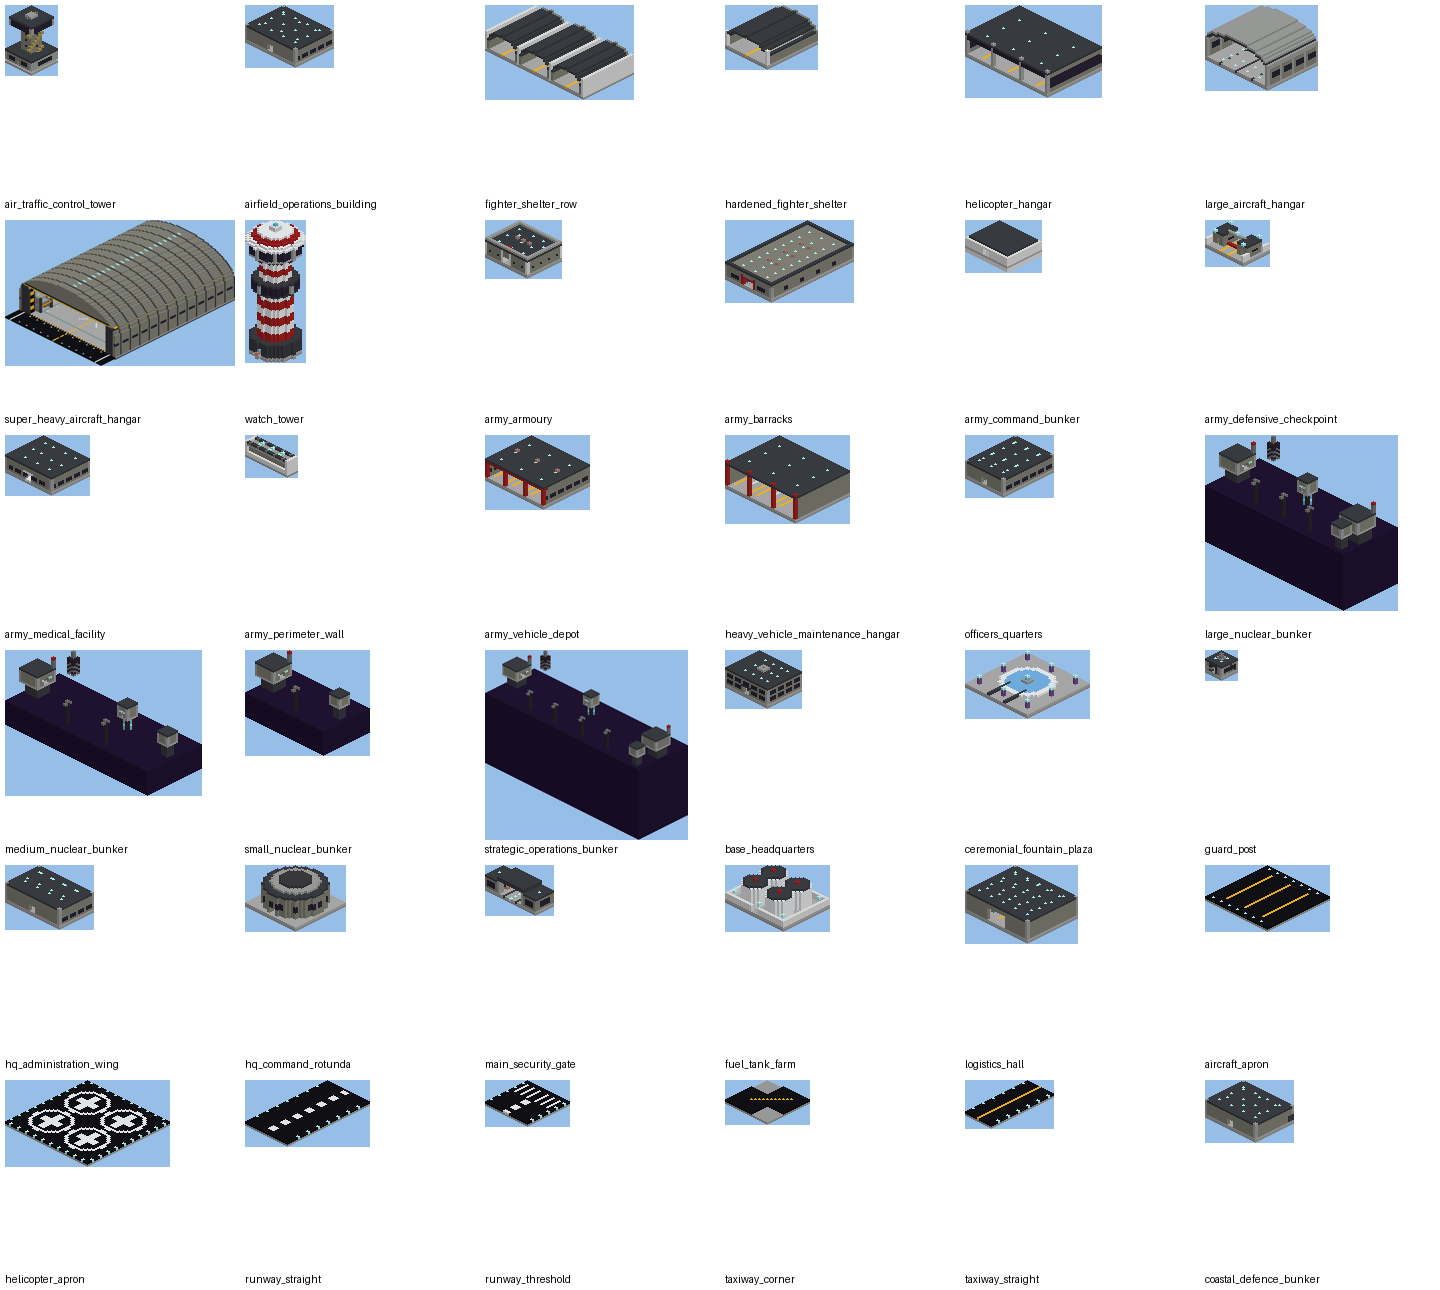 air_traffic_control_tower
airfield_operations_building
fighter_shelter_row
hardened_fighter_shelter
helicopter_hangar
large_aircraft_hangar
super_heavy_aircraft_hangar
watch_tower
army_armoury
army_barracks
army_command_bunker
army_defensive_checkpoint
army_medical_facility
army_perimeter_wall
army_vehicle_depot
heavy_vehicle_maintenance_hangar
officers_quarters
large_nuclear_bunker
medium_nuclear_bunker
small_nuclear_bunker
strategic_operations_bunker
base_headquarters
ceremonial_fountain_plaza
guard_post
hq_administration_wing
hq_command_rotunda
main_security_gate
fuel_tank_farm
logistics_hall
aircraft_apron
helicopter_apron
runway_straight
runway_threshold
taxiway_corner
taxiway_straight
coastal_defence_bunker